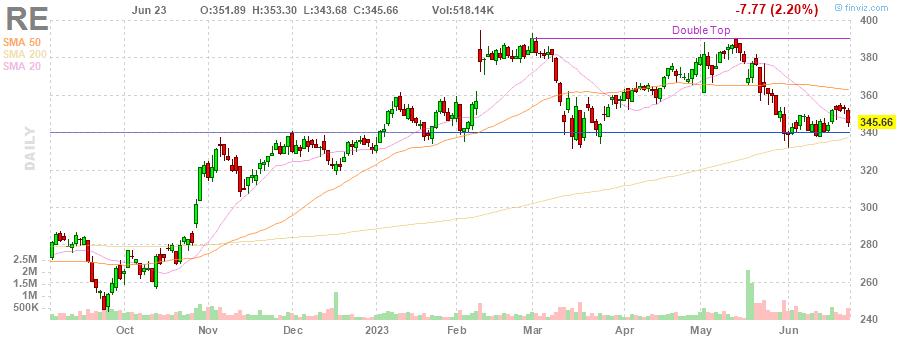 RE
Jun 23 O:351.89 H:353.30 L:343.68 C:345.66 Vol:518.14K -7.77 (2.20%) finviz.com
SMA 50
SMA 200
SMA 20
DAILY
Double Top
400
380
360
345.66
340
320
300
280
260
240
2.5M
2M
1.5M
1M
500K
Oct Nov Dec 2023 Feb Mar Apr May Jun